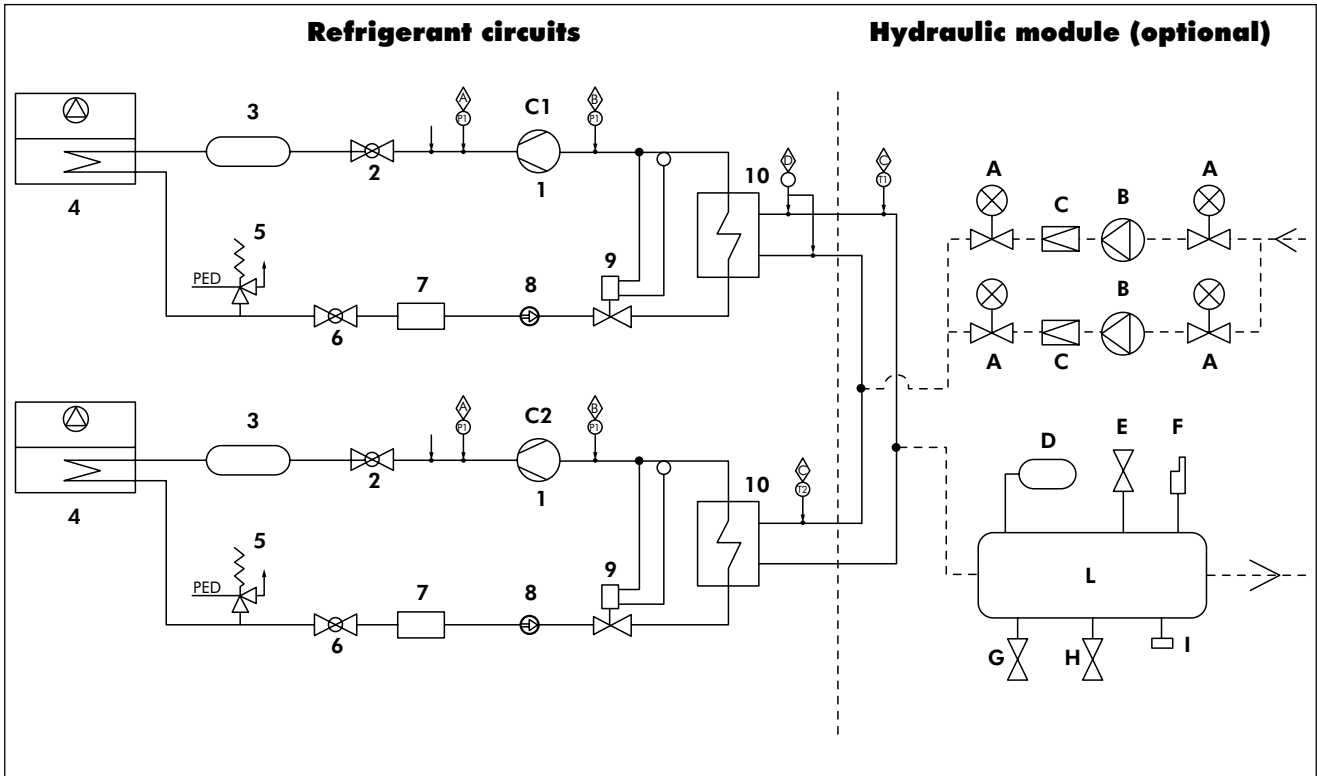 Refrigerant circuits
Hydraulic module (optional)
A
P1
C1
B
P1
3
2
1
4
10
D
C
T1
A
C
B
A
5
PED
6
7
8
9
B
A
C
A
A
P1
C2
B
P1
3
2
1
4
10
C
T2
D
E
F
5
PED
6
7
8
9
L
G
H
I